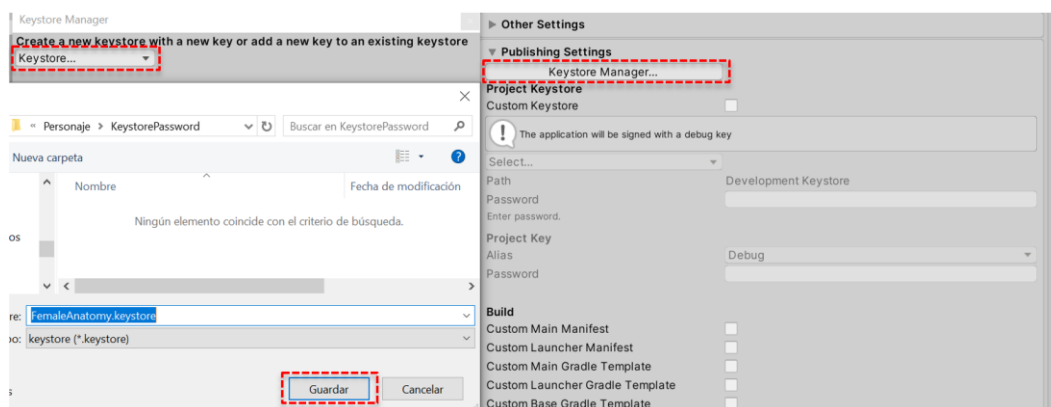 Keystore Manager
Create a new keystore with a new key or add a new key to an existing keystore
Keystore...
« Personaje > KeystorePassword
Buscar en KeystorePassword
Nueva carpeta
Nombre
Fecha de modificación
Ningún elemento coincide con el criterio de búsqueda.
os
re:
FemaleAnatomy.keystore
oo:
keystore (*.keystore)
Guardar
Cancelar
Other Settings
Publishing Settings
Keystore Manager...
Project Keystore
Custom Keystore
The application will be signed with a debug key
Select...
Path
Development Keystore
Password
Enter password.
Project Key
Alias
Debug
Password
Build
Custom Main Manifest
Custom Launcher Manifest
Custom Main Gradle Template
Custom Launcher Gradle Template
Custom Base Gradle Template